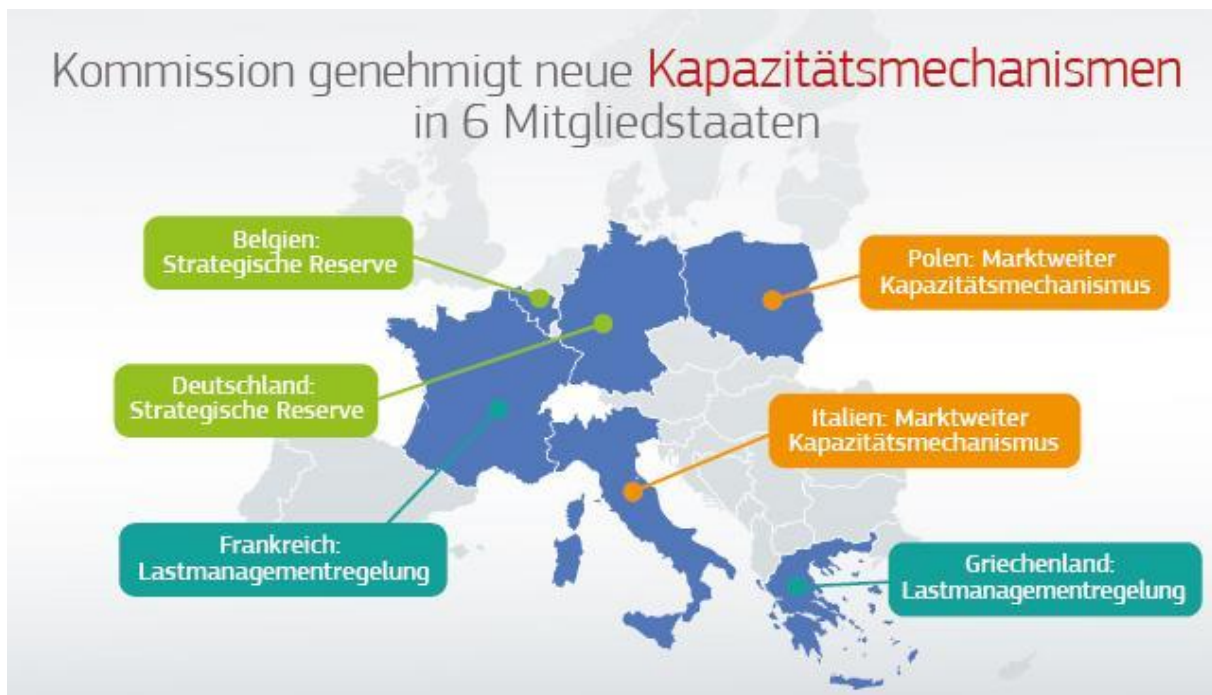 Kommission genehmigt neue Kapazitätsmechanismen
in 6 Mitgliedstaaten
Belgien:
Strategische Reserve
Polen: Marktweiter
Kapazitätsmechanismus
Deutschland:
Strategische Reserve
Italien: Marktweiter
Kapazitätsmechanismus
Frankreich:
Lastmanagementregelung
Griechenland:
Lastmanagementregelung